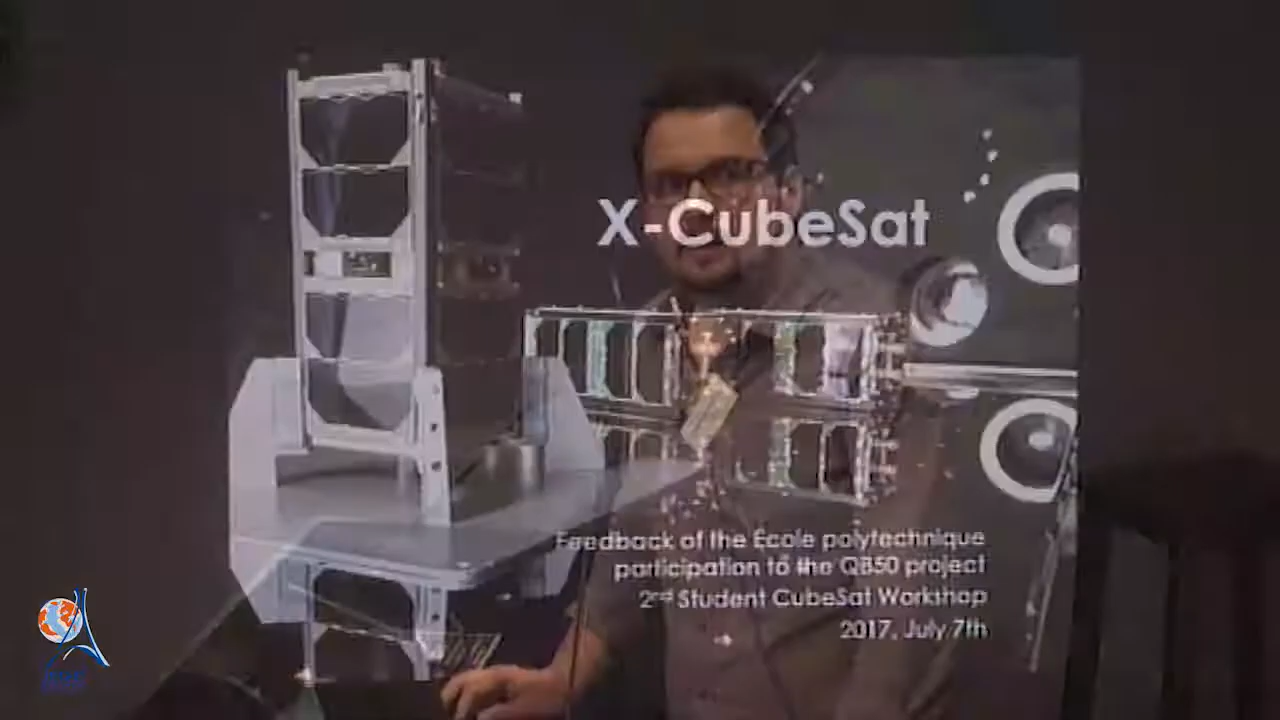 X-CubeSat
Feedback of the École polytechnique
participation to the QB50 project
2nd Student CubeSat Workshop
2017, July 7th